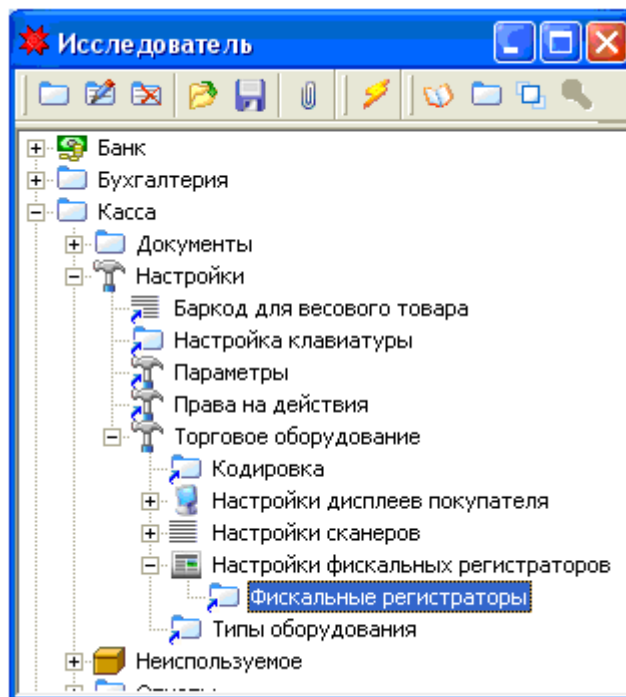 Исследователь
Банк
Бухгалтерия
Касса
Документы
Настройки
Баркод для весового товара
Настройка клавиатуры
Параметры
Права на действия
Торговое оборудование
Кодировка
Настройки дисплеев покупателя
Настройки сканеров
Настройки фискальных регистраторов
Фискальные регистраторы
Типы оборудования
Неиспользуемое